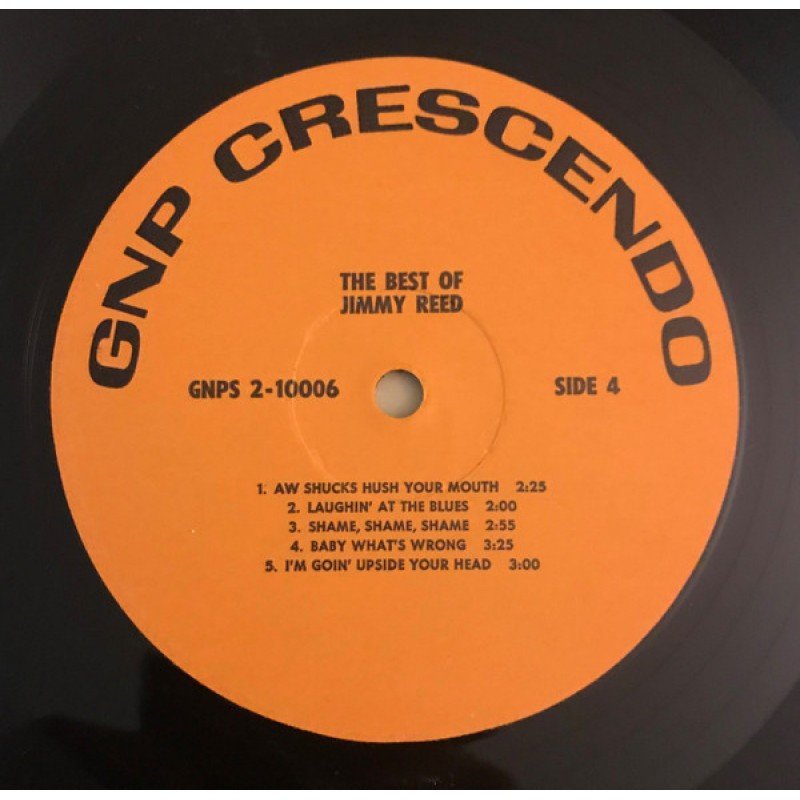 GNP CRESCENDO
THE BEST OF
JIMMY REED
GNPS 2-10006
SIDE 4
1. AW SHUCKS HUSH YOUR MOUTH 2:25
2. LAUGHIN' AT THE BLUES 2:00
3. SHAME, SHAME, SHAME 2:55
4. BABY WHAT'S WRONG 3:25
5. I'M GOIN' UPSIDE YOUR HEAD 3:00